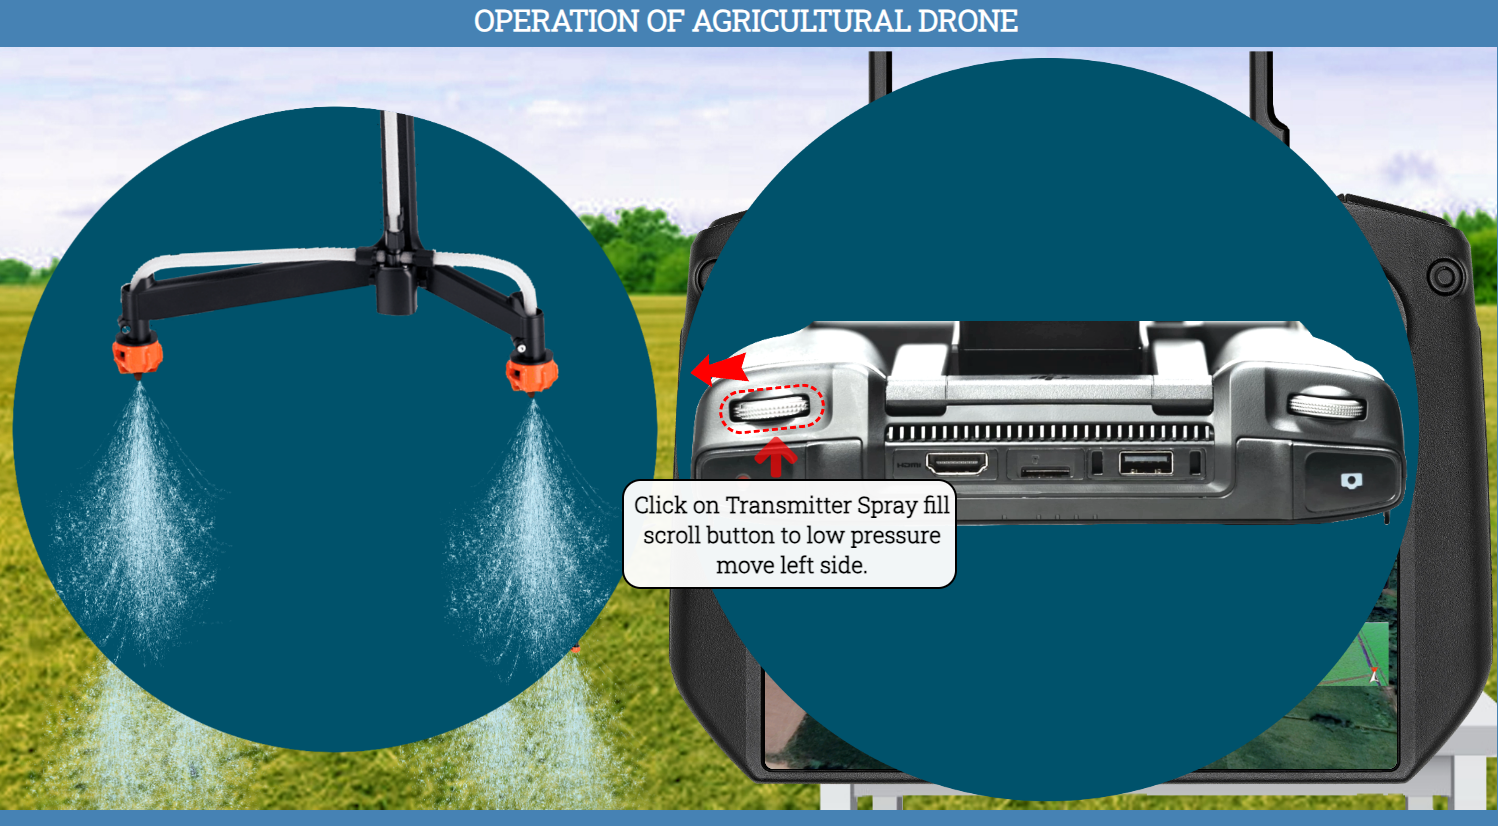 OPERATION OF AGRICULTURAL DRONE
HDMI
Click on Transmitter Spray fill
scroll button to low pressure
move left side.